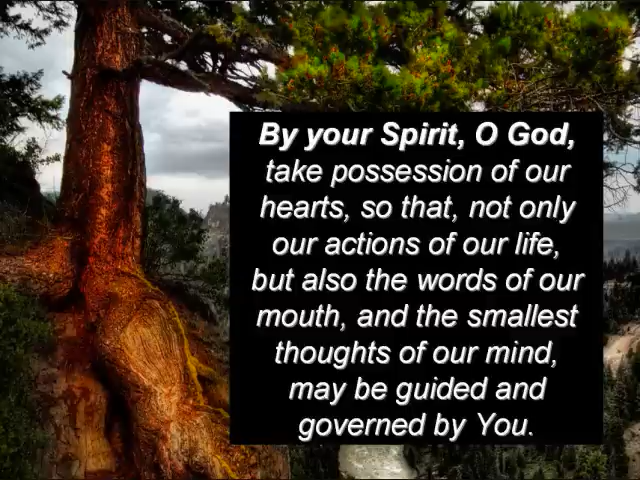 By your Spirit, O God,
take possession of our
hearts, so that, not only
our actions of our life,
but also the words of our
mouth, and the smallest
thoughts of our mind,
may be guided and
governed by You.